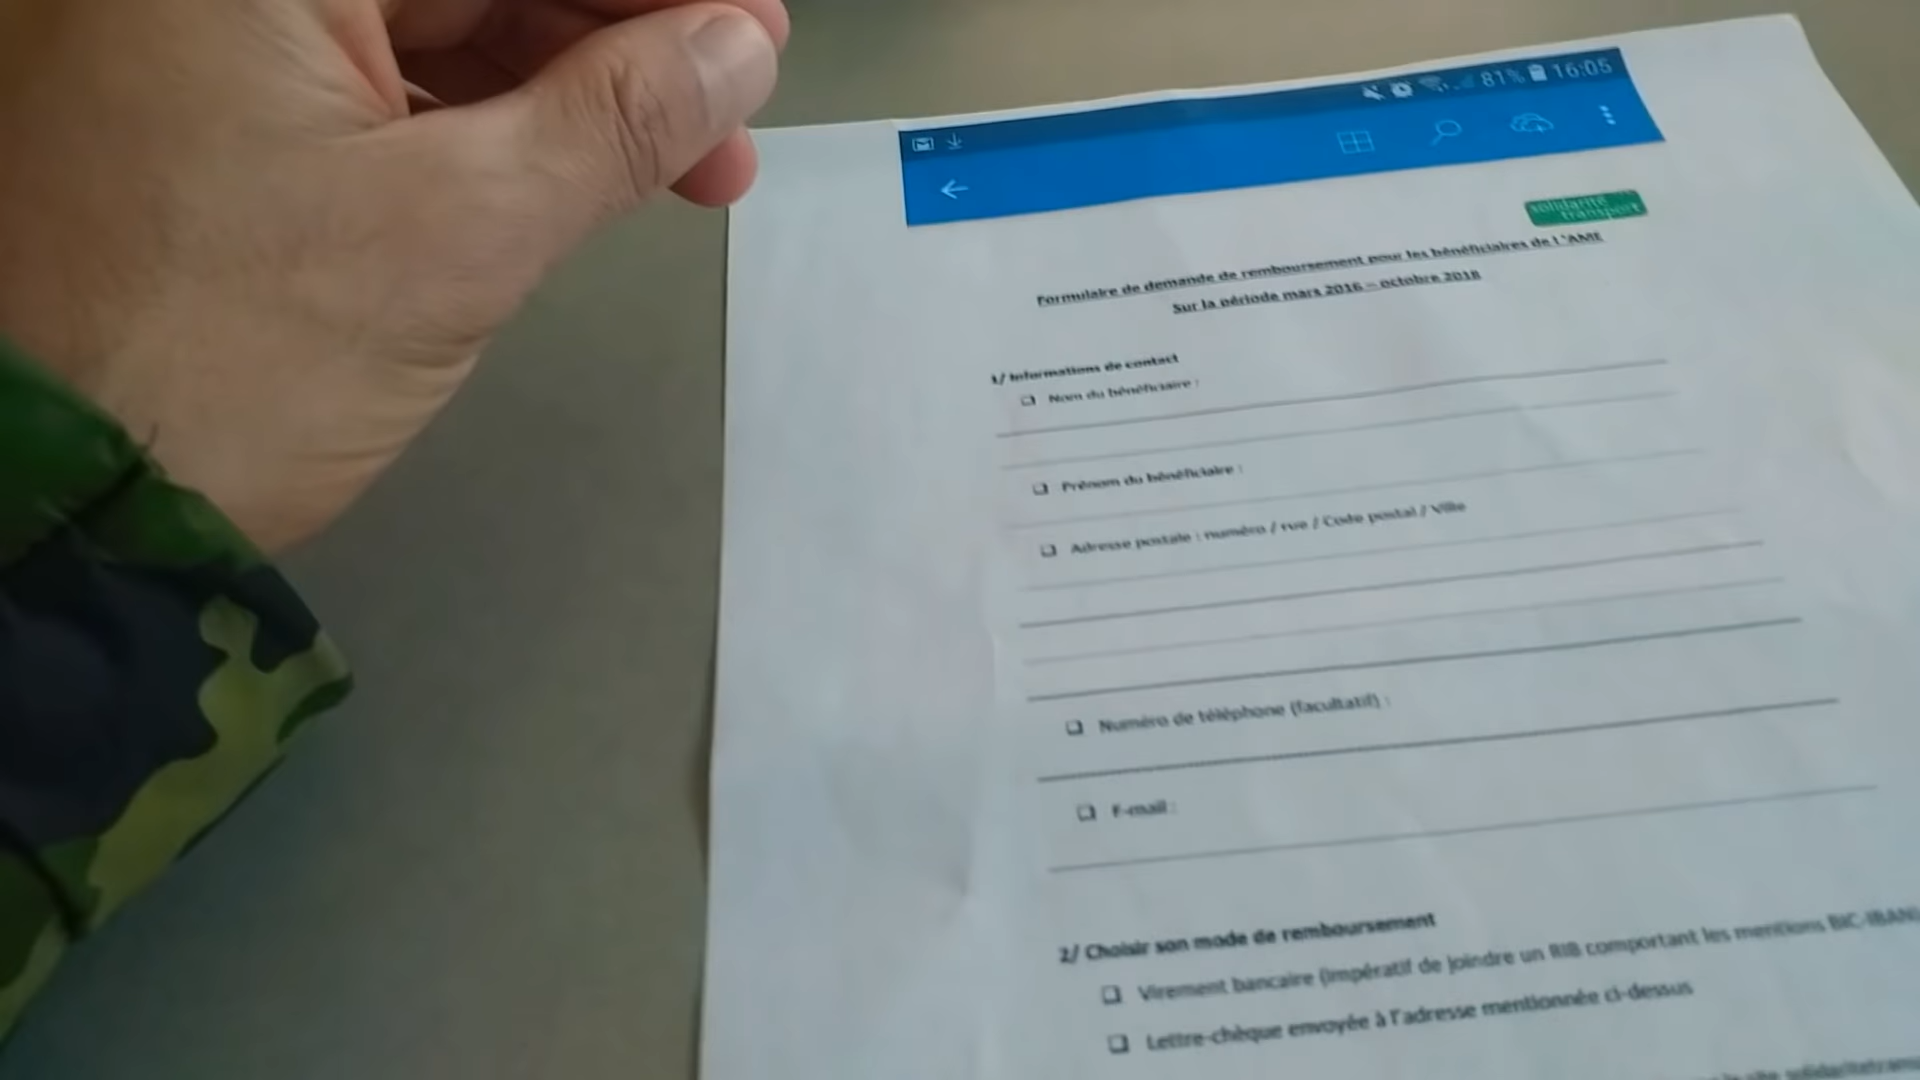 81% 16:05
solidarité
transport
Formulaire de demande de remboursement pour les bénéficiaires de L'AME
Sur la période mars 2016 – octobre 2018
1/ Informations de contact
❑ Nom du bénéficiaire :
❑ Prénom du bénéficiaire :
❑ Adresse postale : numéro / rue / Code postal / Ville
❑ Numéro de téléphone (facultatif) :
❑ E-mail :
2/ Choisir son mode de remboursement
❑ Virement bancaire (impératif de joindre un RIB comportant les mentions BIC-IBAN)
❑ Lettre-chèque envoyée à l'adresse mentionnée ci-dessus